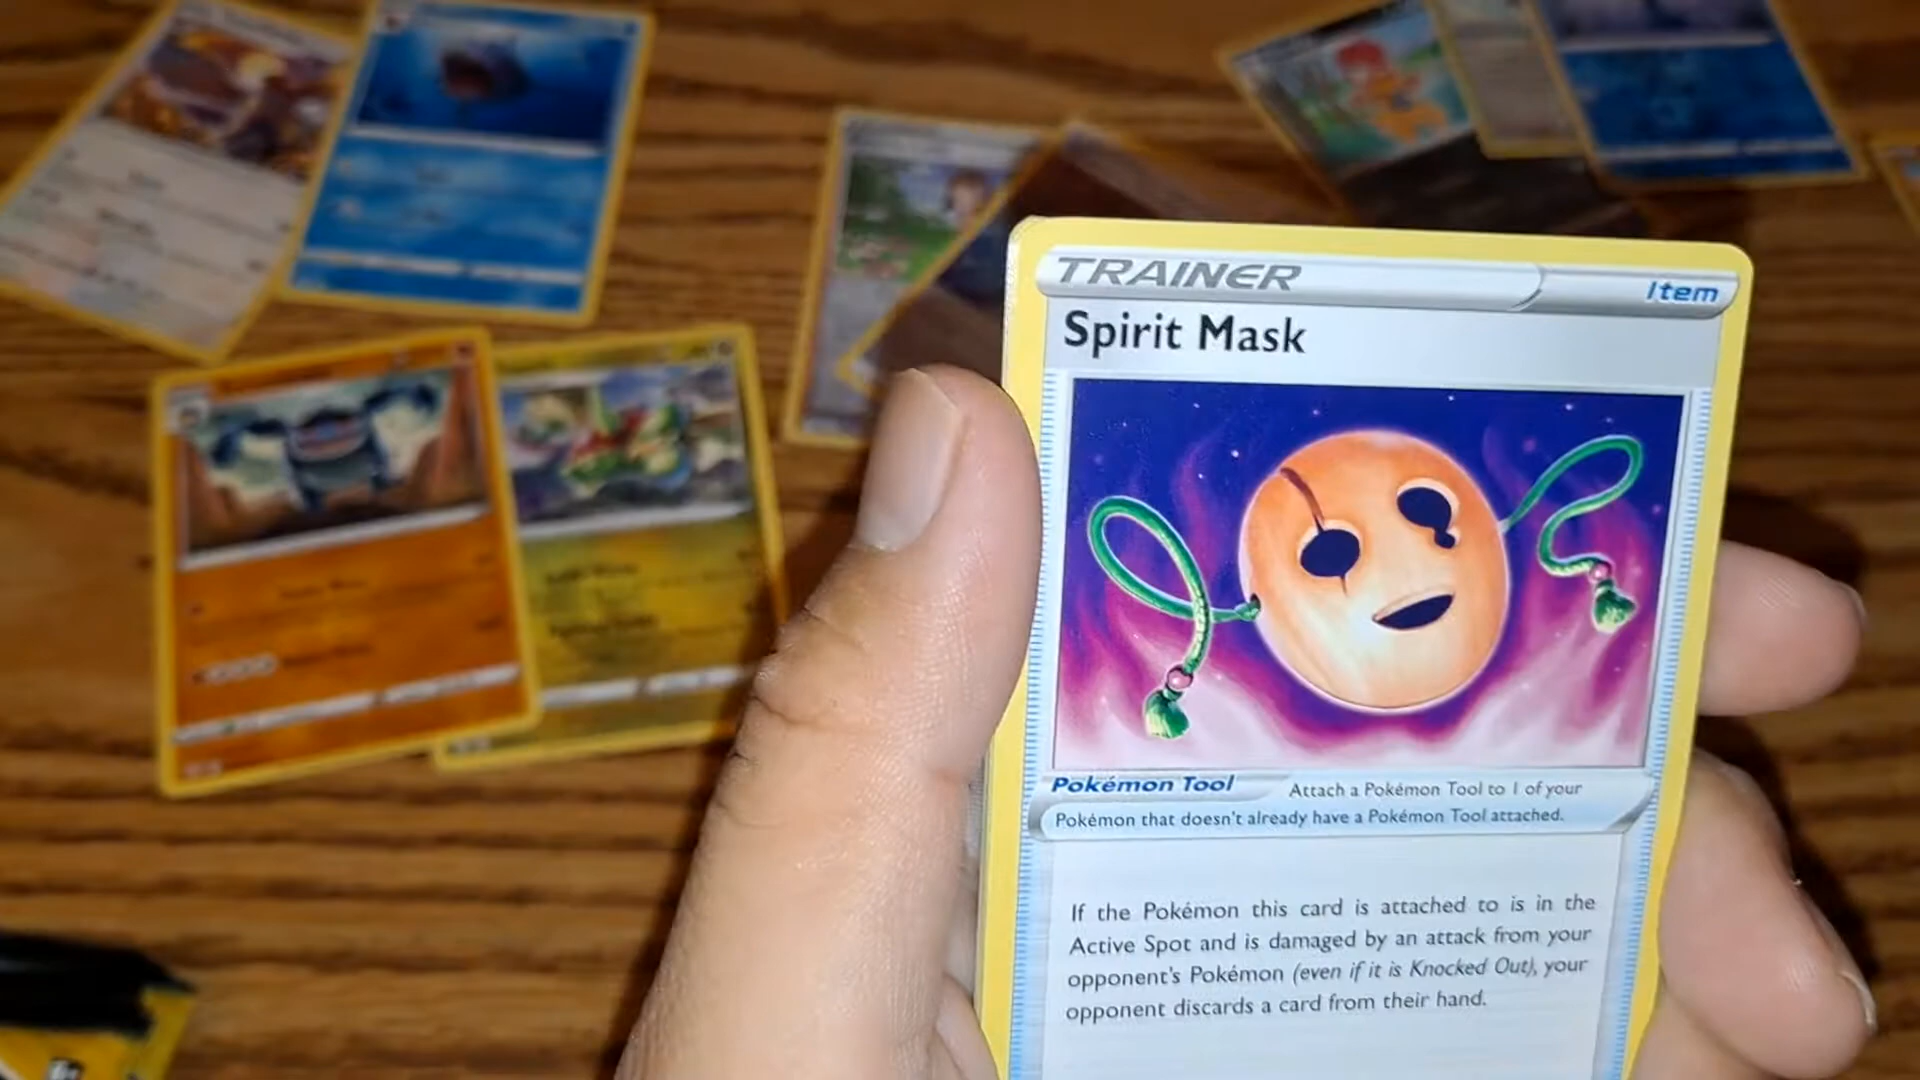 TRAINER
Item
Spirit Mask
Pokémon Tool
Attach a Pokémon Tool to 1 of your
Pokémon that doesn't already have a Pokémon Tool attached.
If the Pokémon this card is attached to is in the
Active Spot and is damaged by an attack from your
opponent's Pokémon (even if it is Knocked Out), your
opponent discards a card from their hand.